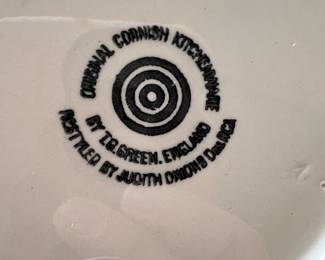 ORIGINAL CORNISH KITCHENWARE
BY T.G. GREEN. ENGLAND
RESTYLED BY JUDITH ONIONS Des.RCA